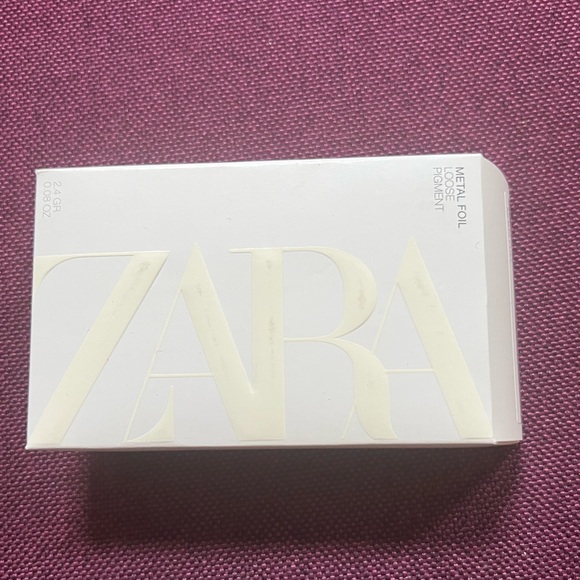 METAL FOIL
LOOSE
PIGMENT
2.4 GR
0.08 OZ
ZARA